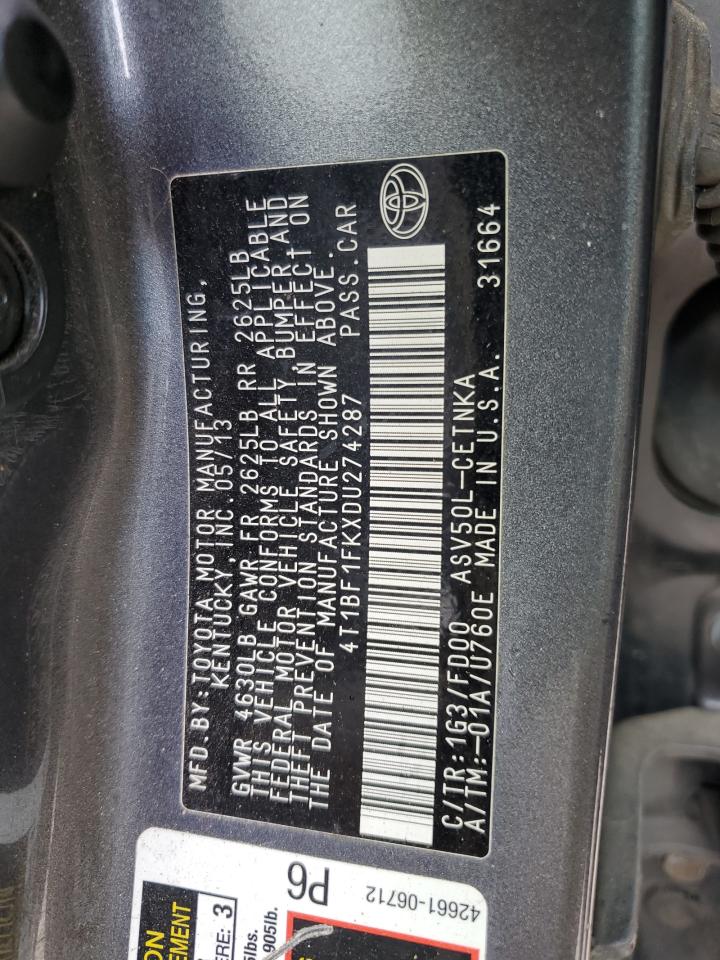 MFD.BY:TOYOTA MOTOR MANUFACTURING,
KENTUCKY, INC.05/13
GVWR 4630LB GAWR FR 2625LB RR 2625LB
THIS VEHICLE CONFORMS TO ALL APPLICABLE
FEDERAL MOTOR VEHICLE SAFETY, BUMPER AND
THEFT PREVENTION STANDARDS IN EFFECT ON
THE DATE OF MANUFACTURE SHOWN ABOVE.
4T1BF1FKXDU274287 PASS.CAR
C/TR:1G3/FD00 ASV50L-CETNKA
A/TM:-01A/U760E MADE IN U.S.A. 31664
P6
42661-06712
3
905lb.